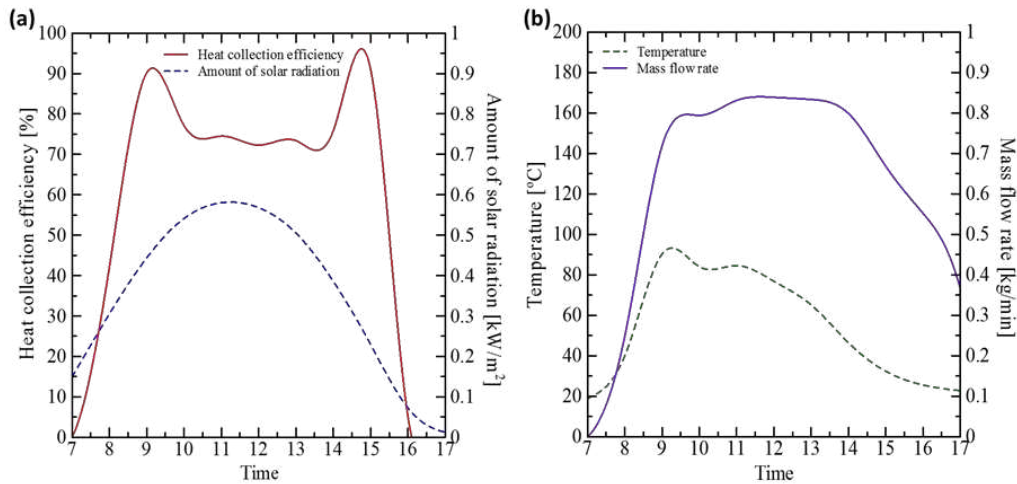 (a)
100
90
80
70
60
50
40
30
20
10
0
Heat collection efficiency [%]
Heat collection efficiency
Amount of solar radiation
1
0.9
0.8
0.7
0.6
0.5
0.4
0.3
0.2
0.1
0
Amount of solar
radiation [kW/m²]
7 8 9 10 11 12 13 14 15 16 17
Time
(b)
200
180
160
140
120
100
80
60
40
20
0
Temperature [ºC]
Temperature
Mass flow rate
1
0.9
0.8
0.7
0.6
0.5
0.4
0.3
0.2
0.1
0
Mass flow
rate [kg/min]
7 8 9 10 11 12 13 14 15 16 17
Time